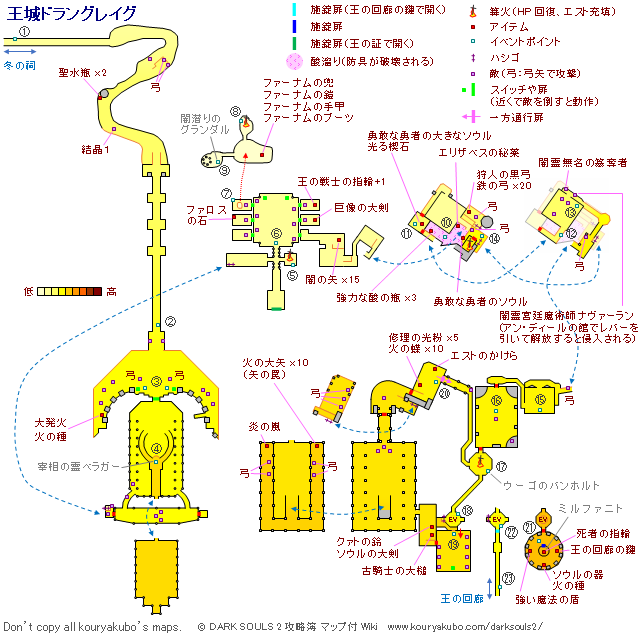 王城ドラングレイグ
施錠扉(王の回廊の鍵で開く)
施錠扉
施錠扉(王の証で開く)
酸溜り(防具が破壊される)
篝火(HP回復、エスト充填)
アイテム
イベントポイント
ハシゴ
敵(弓:弓矢で攻撃)
スイッチや扉
(近くで敵を倒すと動作)
一方通行扉
①
冬の祠
聖水瓶×2
弓
結晶1
ファーナムの兜
ファーナムの鎧
ファーナムの手甲
ファーナムのブーツ
闇潜りの
グランダル
⑧
⑨
⑦
王の戦士の指輪+1
ファロス
の石
巨像の大剣
⑥
⑤
闇の矢×15
勇敢な勇者の大きなソウル
光る楔石
エリザベスの秘薬
狩人の黒弓
鉄の弓×20
弓
弓
⑩
⑪
⑭
強力な酸の瓶×3
勇敢な勇者のソウル
闇霊無名の簒奪者
⑬
⑫
弓
闇霊宮廷魔術師ナヴァーラン
(アン・ディールの館でレバーを
引いて解放すると侵入される)
低
高
②
弓
③
弓
大発火
火の種
④
宰相の霊ベラガー
火の大矢×10
(矢の罠)
弓
炎の嵐
弓
弓
修理の光粉×5
火の蝶×10
エストのかけら
弓
⑳
⑯
⑮
弓
⑰
ウーゴのバンホルト
ミルファニト
EV
⑱
⑲
クァトの鈴
ソウルの大剣
古騎士の大槌
EV
㉒
㉓
王の回廊
EV
㉑
死者の指輪
王の回廊の鍵
ソウルの器
火の種
強い魔法の盾
Don't copy all kouryakubo's maps.
© DARK SOULS 2 攻略簿 マップ付 Wiki www.kouryakubo.com/darksouls2/